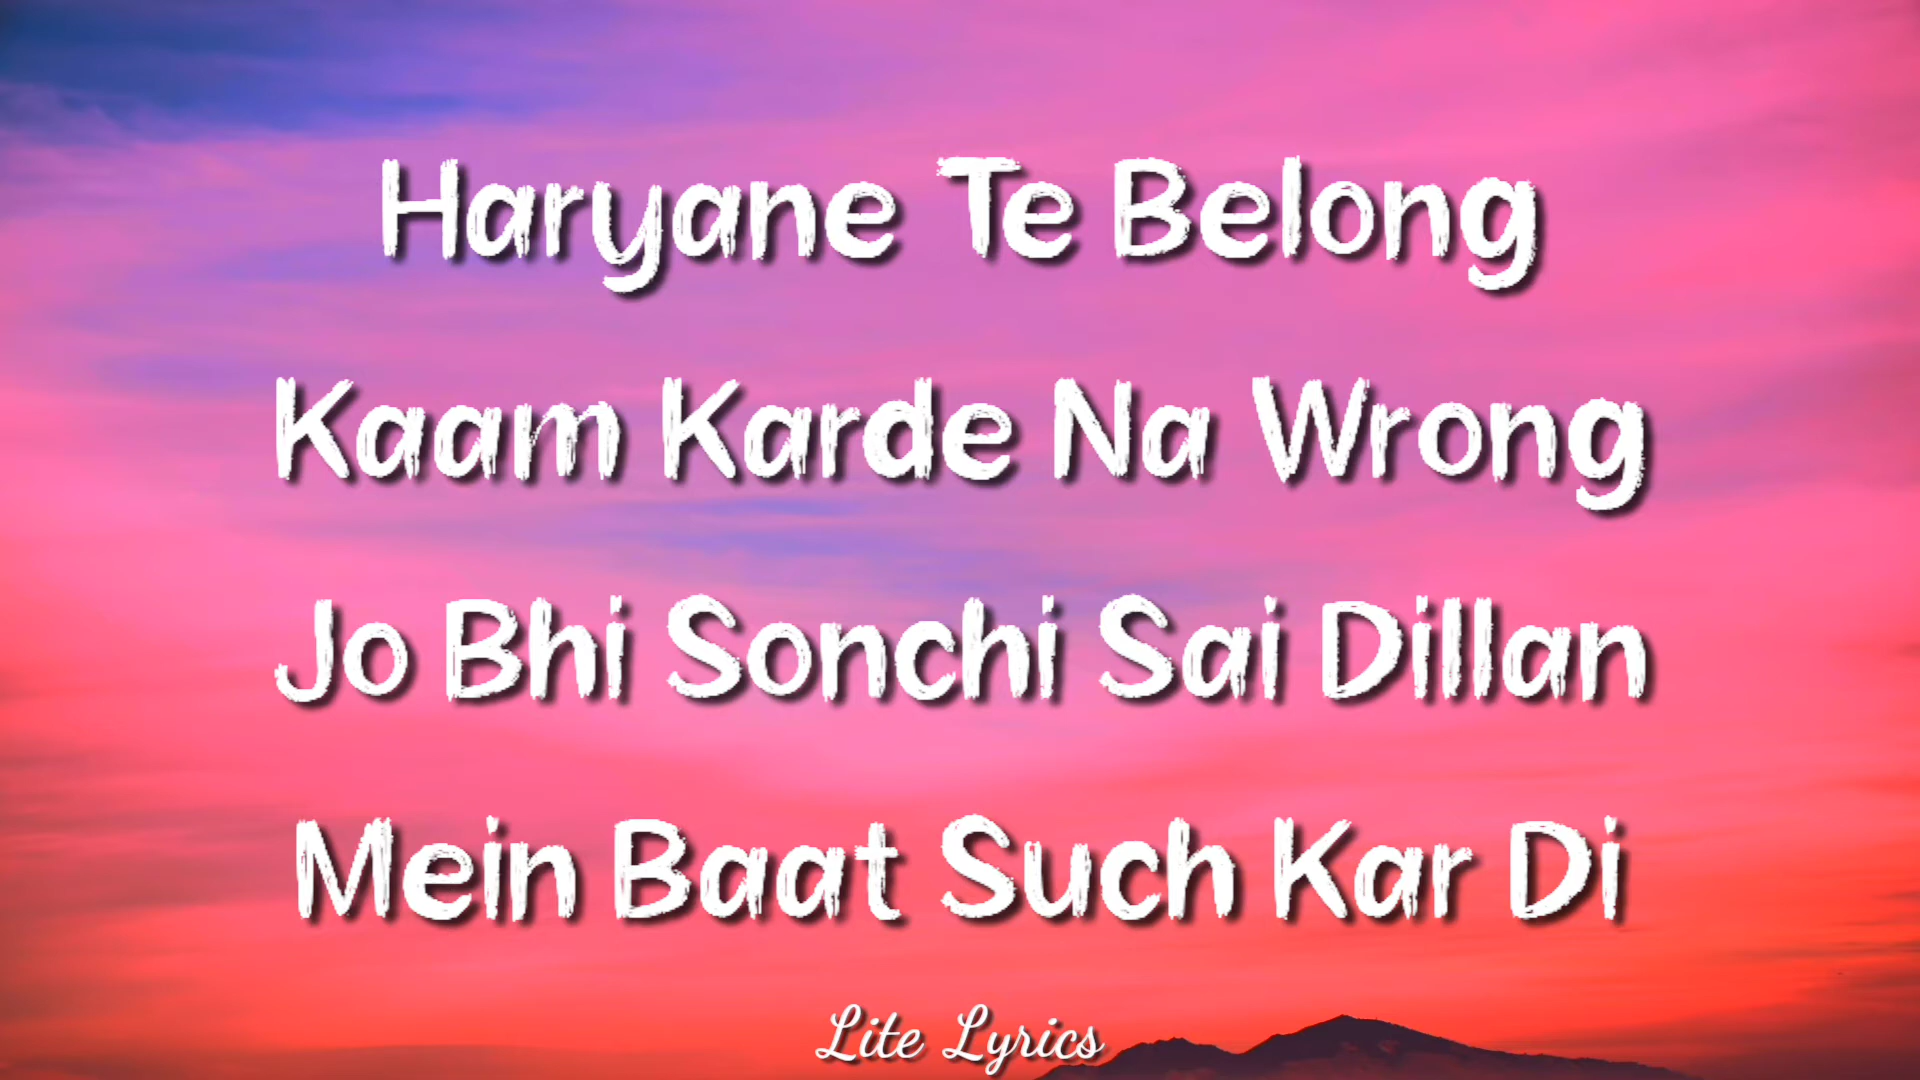 Haryane Te Belong
Kaam Karde Na Wrong
Jo Bhi Sonchi Sai Dillan
Mein Baat Such Kar Di
Lite Lyrics